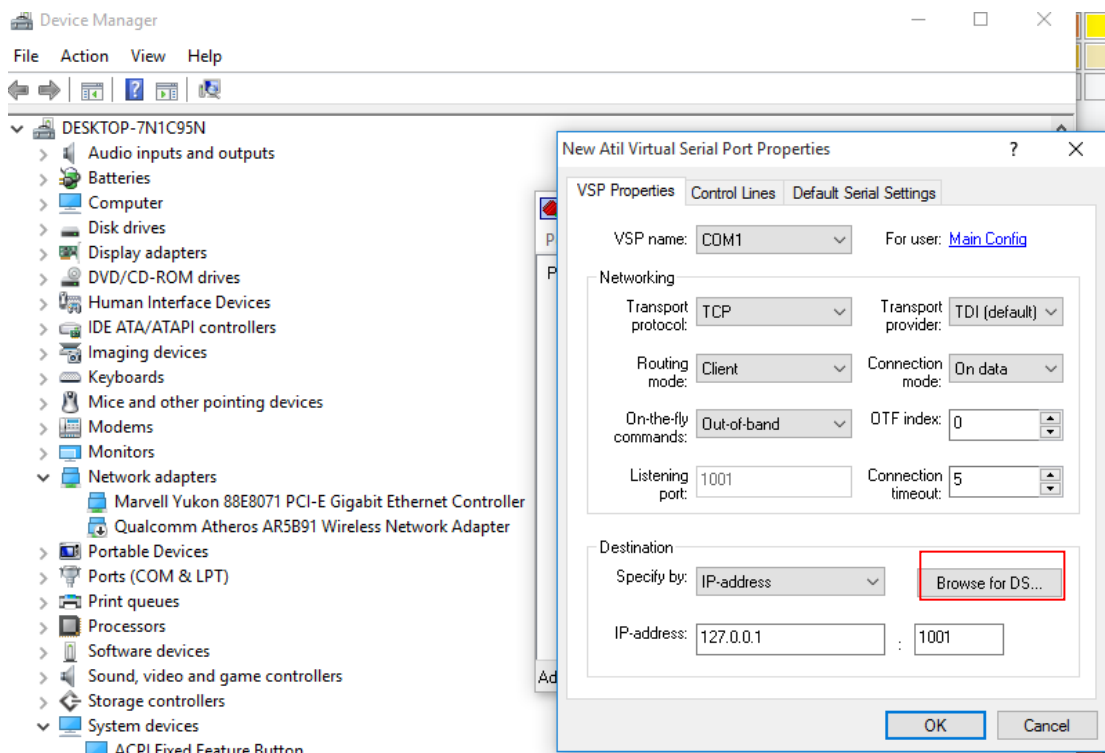 Device Manager
File Action View Help
DESKTOP-7N1C95N
Audio inputs and outputs
Batteries
Computer
Disk drives
Display adapters
DVD/CD-ROM drives
Human Interface Devices
IDE ATA/ATAPI controllers
Imaging devices
Keyboards
Mice and other pointing devices
Modems
Monitors
Network adapters
Marvell Yukon 88E8071 PCI-E Gigabit Ethernet Controller
Qualcomm Atheros AR5B91 Wireless Network Adapter
Portable Devices
Ports (COM & LPT)
Print queues
Processors
Software devices
Sound, video and game controllers
Storage controllers
System devices
ACPI Fixed Feature Button
P
P
Ad
New Atil Virtual Serial Port Properties ?
VSP Properties Control Lines Default Serial Settings
VSP name: COM1 For user: Main Config
Networking
Transport protocol: TCP Transport provider: TDI (default)
Routing mode: Client Connection mode: On data
On-the-fly commands: Out-of-band OTF index: 0
Listening port: 1001 Connection timeout: 5
Destination
Specify by: IP-address Browse for DS...
IP-address: 127.0.0.1 : 1001
OK Cancel